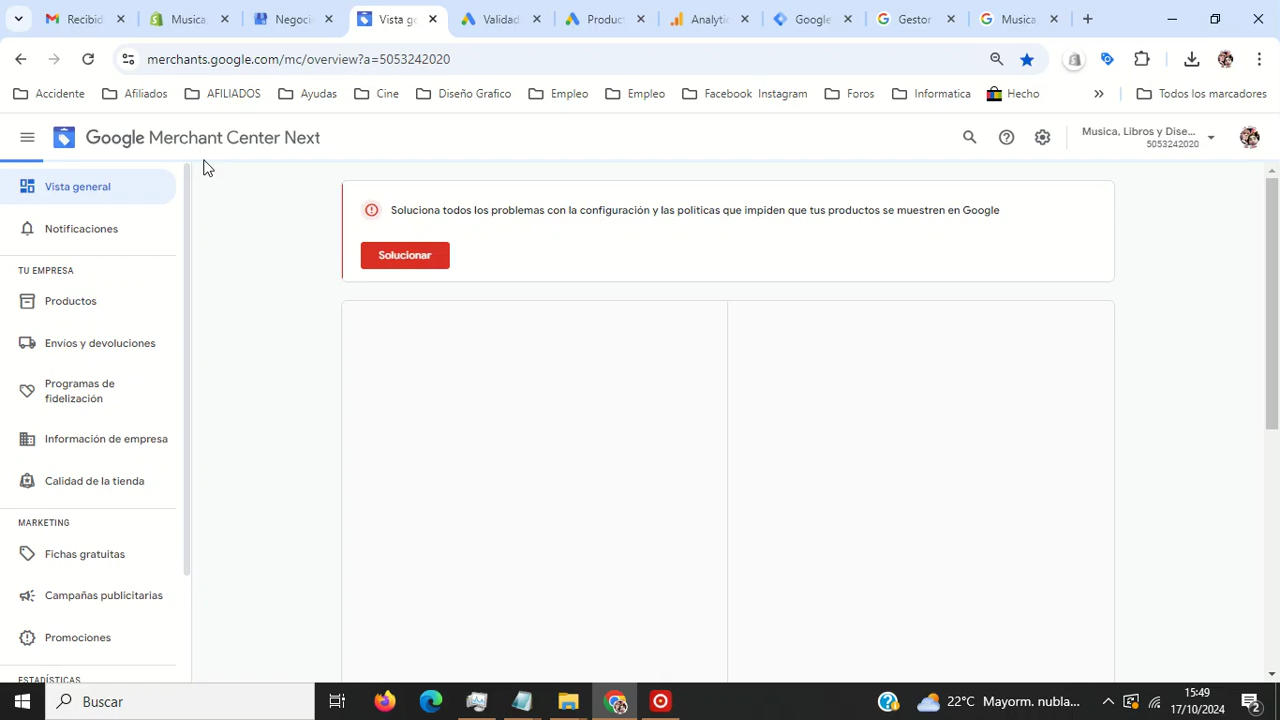 Recibid
Musica
Negocio
Vista g
Validad
Product
Analytic
Google
Gestor
Musica
merchants.google.com/mc/overview?a=5053242020
Accidente
Afiliados
AFILIADOS
Ayudas
Cine
Diseño Grafico
Empleo
Empleo
Facebook Instagram
Foros
Informatica
Hecho
»
Todos los marcadores
Google Merchant Center Next
Musica, Libros y Dise...
5053242020
Vista general
Notificaciones
TU EMPRESA
Productos
Envíos y devoluciones
Programas de
fidelización
Información de empresa
Calidad de la tienda
MARKETING
Fichas gratuitas
Campañas publicitarias
Promociones
ESTADÍSTICAS
Soluciona todos los problemas con la configuración y las políticas que impiden que tus productos se muestren en Google
Solucionar
Buscar
22°C Mayorm. nubla...
15:49
17/10/2024
2